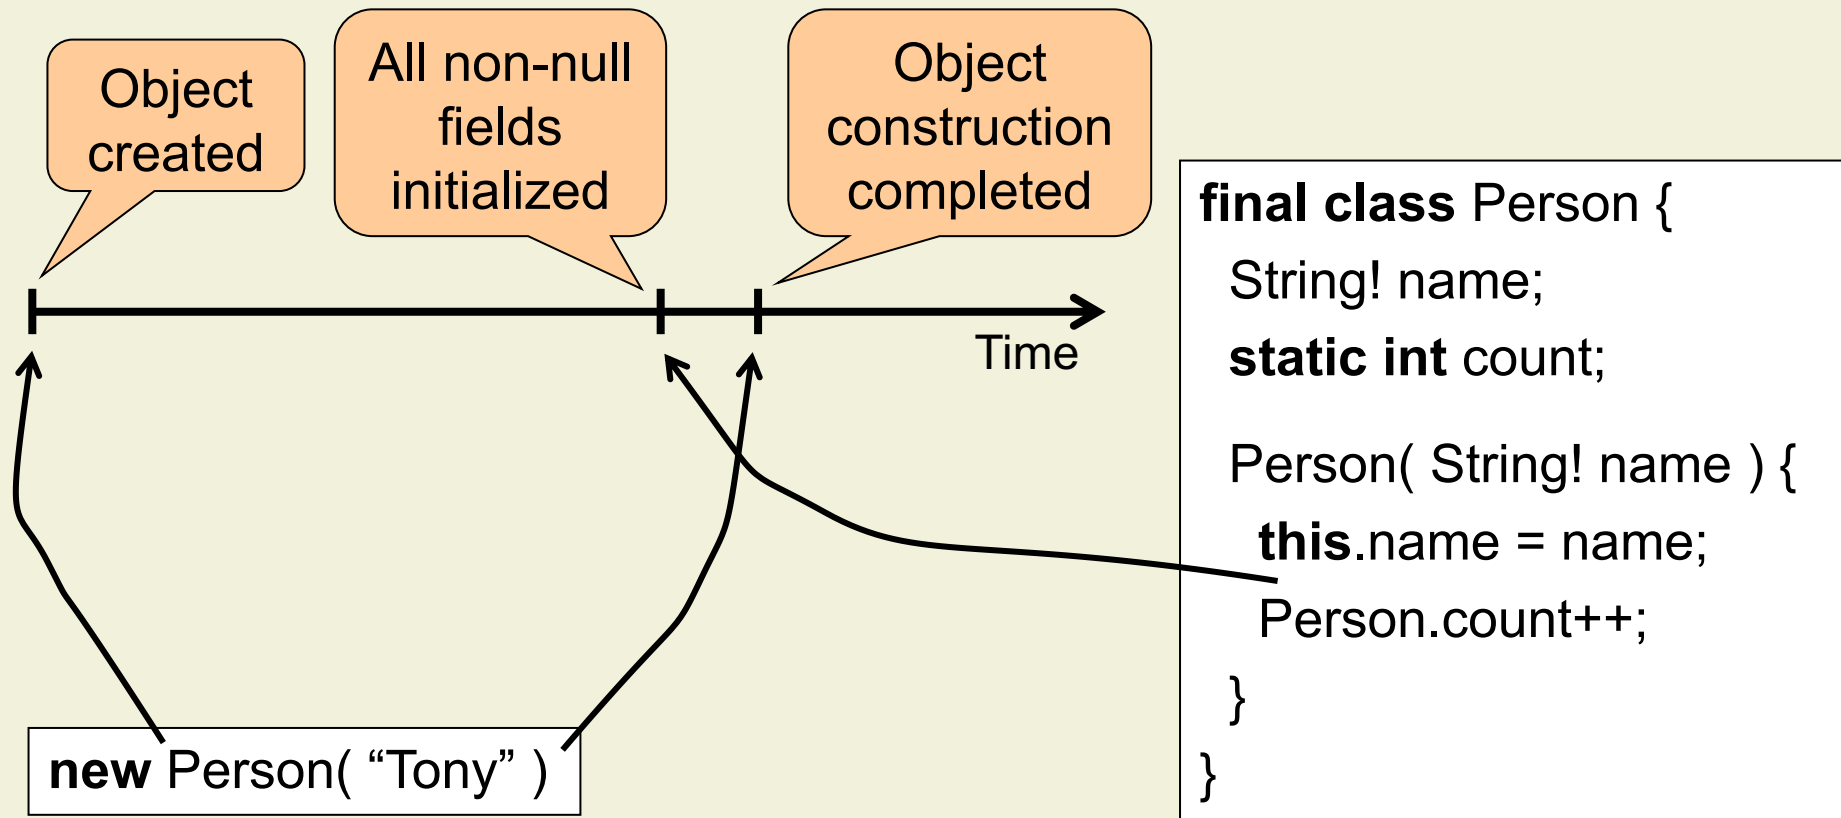 Object
created
All non-null
fields
initialized
Object
construction
completed
Time
new Person( “Tony” )
final class Person {
String! name;
static int count;
Person( String! name ) {
this.name = name;
Person.count++;
}
}